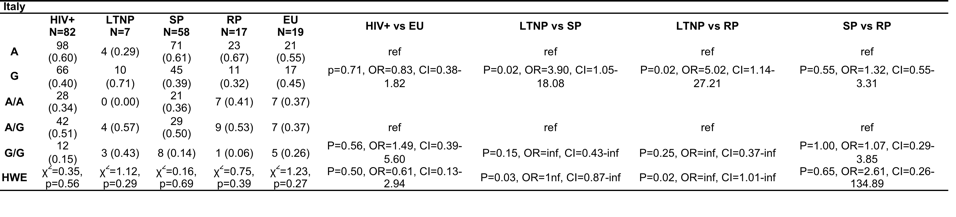 Italy
HIV+ N=82 LTNP N=7 SP N=58 RP N=17 EU N=19 HIV+ vs EU LTNP vs SP LTNP vs RP SP vs RP
A 98 (0.60) 4 (0.29) 71 (0.61) 23 (0.67) 21 (0.55) ref ref ref ref
G 66 (0.40) 10 (0.71) 45 (0.39) 11 (0.32) 17 (0.45) p=0.71, OR=0.83, CI=0.38-1.82 P=0.02, OR=3.90, CI=1.05-18.08 P=0.02, OR=5.02, CI=1.14-27.21 P=0.55, OR=1.32, CI=0.55-3.31
A/A 28 (0.34) 0 (0.00) 21 (0.36) 7 (0.41) 7 (0.37)
A/G 42 (0.51) 4 (0.57) 29 (0.50) 9 (0.53) 7 (0.37) ref ref ref ref
G/G 12 (0.15) 3 (0.43) 8 (0.14) 1 (0.06) 5 (0.26) P=0.56, OR=1.49, CI=0.39-5.60 P=0.15, OR=inf, CI=0.43-inf P=0.25, OR=inf, CI=0.37-inf P=1.00, OR=1.07, CI=0.29-3.85
HWE χ²=0.35, p=0.56 χ²=1.12, p=0.29 χ²=0.16, p=0.69 χ²=0.75, p=0.39 χ²=1.23, p=0.27 P=0.50, OR=0.61, CI=0.13-2.94 P=0.03, OR=1nf, CI=0.87-inf P=0.02, OR=inf, CI=1.01-inf P=0.65, OR=2.61, CI=0.26-134.89